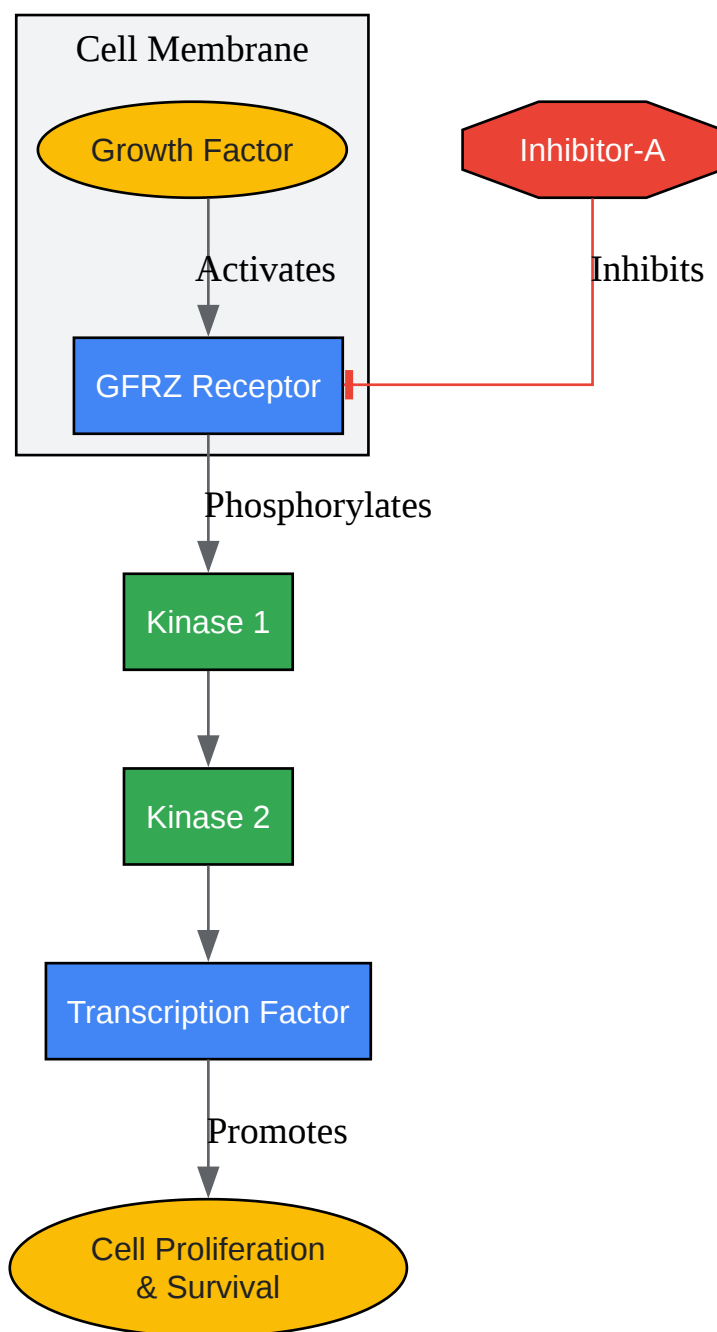 Cell Membrane
Growth Factor
Inhibitor-A
Activates
Inhibits
GFRZ Receptor
Phosphorylates
Kinase 1
Kinase 2
Transcription Factor
Promotes
Cell Proliferation
& Survival